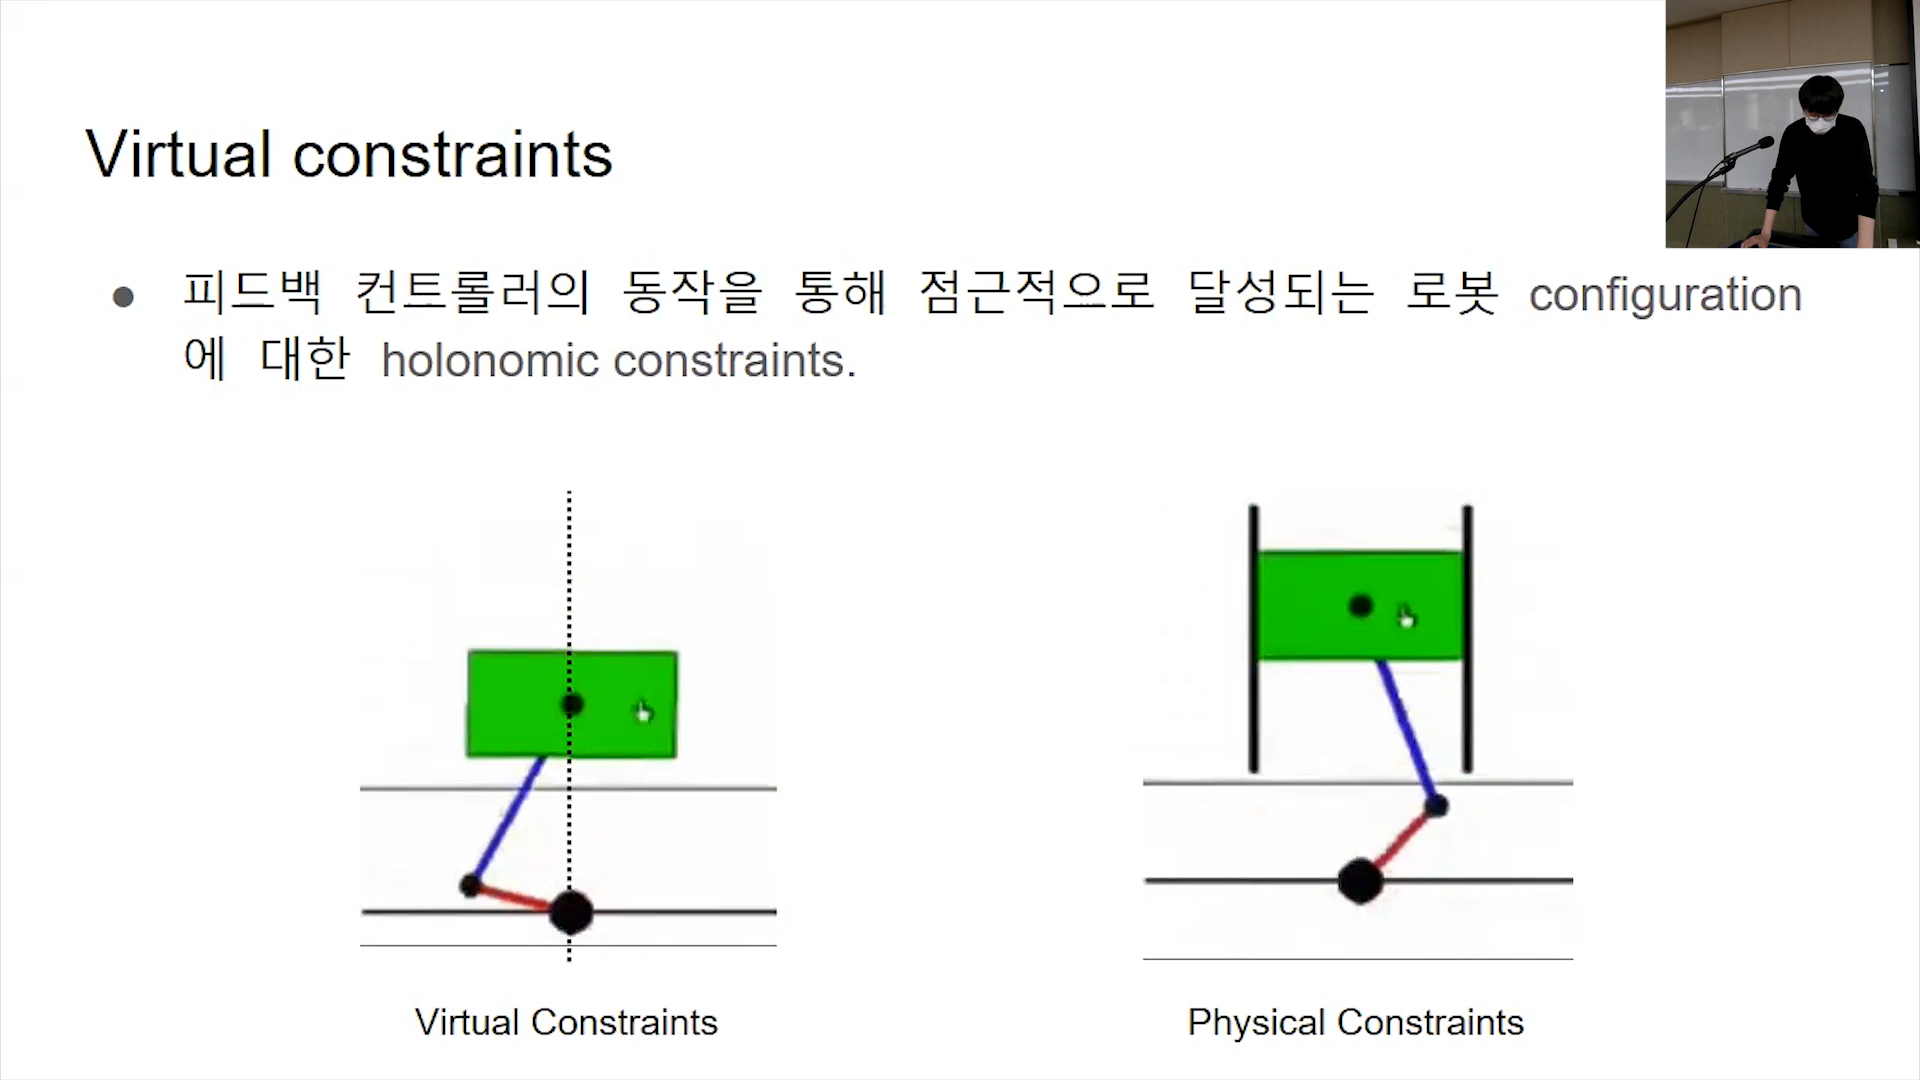 Virtual constraints
● 피드백 컨트롤러의 동작을 통해 점근적으로 달성되는 로봇 configuration
에 대한 holonomic constraints.
Virtual Constraints
Physical Constraints